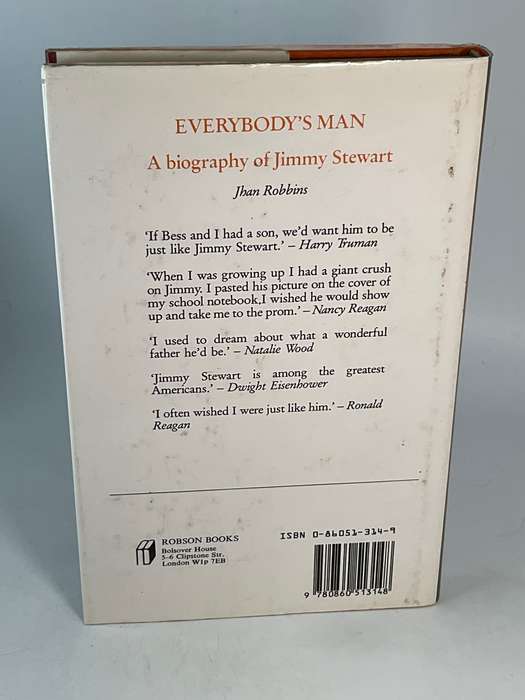 EVERYBODY'S MAN
A biography of Jimmy Stewart
Jhan Robbins
'If Bess and I had a son, we'd want him to be
just like Jimmy Stewart.' – Harry Truman
'When I was growing up I had a giant crush
on Jimmy. I pasted his picture on the cover of
my school notebook,I wished he would show
up and take me to the prom.' – Nancy Reagan
'I used to dream about what a wonderful
father he'd be.' – Natalie Wood
'Jimmy Stewart is among the greatest
Americans.' – Dwight Eisenhower
'I often wished I were just like him.' – Ronald
Reagan
ROBSON BOOKS
Bolsover House
5–6 Clipstone Str.
London W1p 7EB
ISBN 0-86051-314-9
9 780860 513148